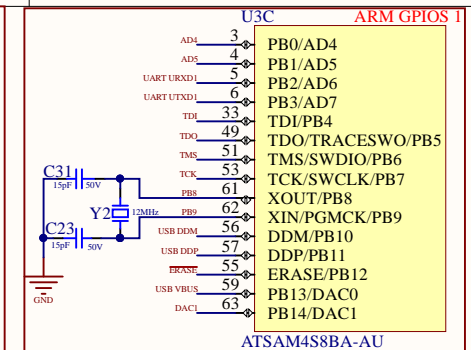 U3C ARM GPIOS 1
AD4 3 PB0/AD4
AD5 4 PB1/AD5
UART URXD1 5 PB2/AD6
UART UTXD1 6 PB3/AD7
TDI 33 TDI/PB4
TDO 49 TDO/TRACESWO/PB5
TMS 51 TMS/SWDIO/PB6
TCK 53 TCK/SWCLK/PB7
C31
15pF 50V
PB8 61 XOUT/PB8
Y2 12MHz
PB9 62 XIN/PGMCK/PB9
C23
15pF 50V
USB DDM 56 DDM/PB10
USB DDP 57 DDP/PB11
ERASE 55 ERASE/PB12
USB VBUS 59 PB13/DAC0
DAC1 63 PB14/DAC1
GND
ATSAM4S8BA-AU